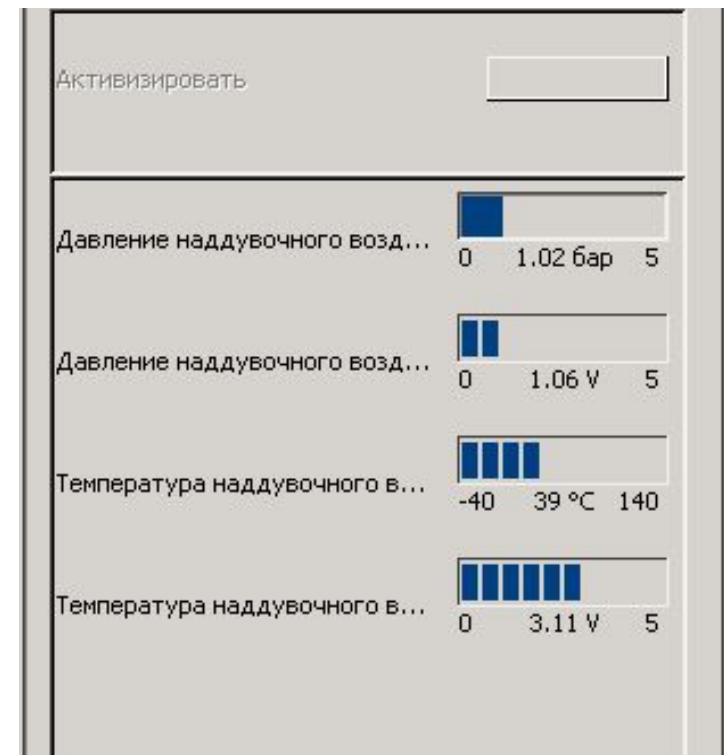 Активизировать
Давление наддувочного возд...
0 1.02 бар 5
Давление наддувочного возд...
0 1.06 V 5
Температура наддувочного в...
-40 39 °C 140
Температура наддувочного в...
0 3.11 V 5